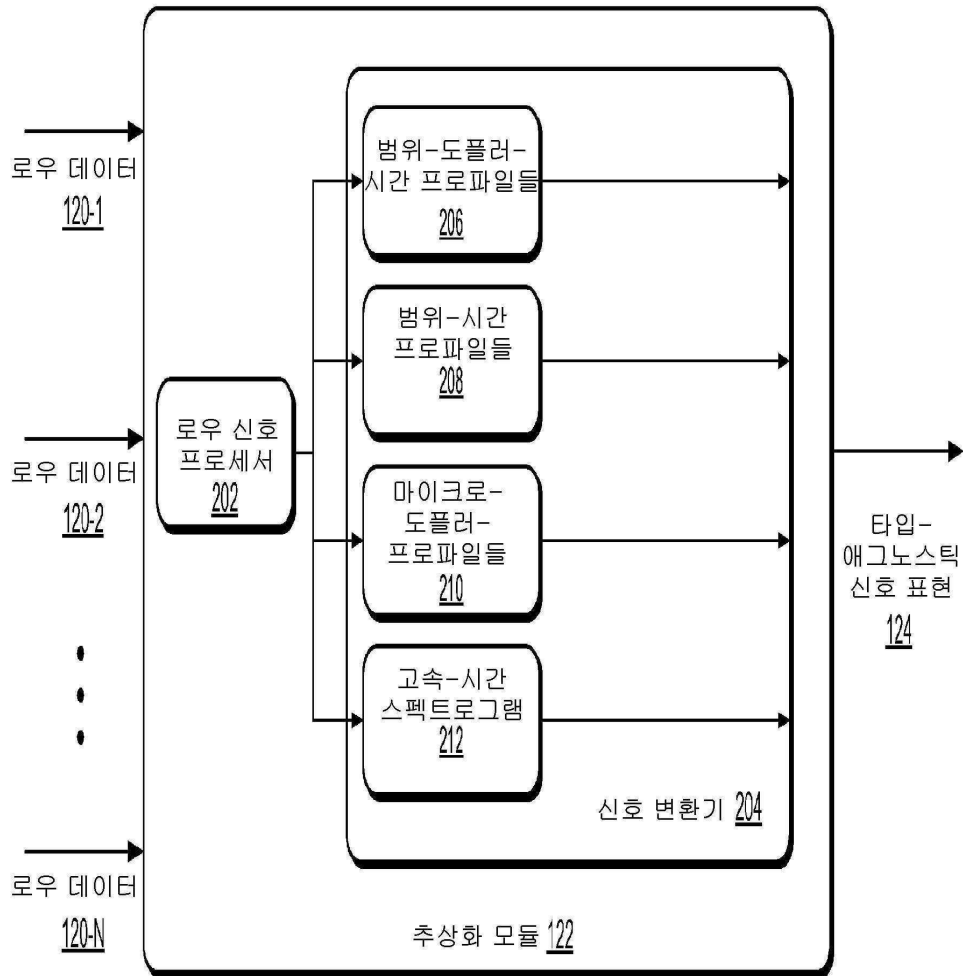 로우 데이터
120-1
로우 데이터
120-2
로우 데이터
120-N
로우 신호
프로세서
202
범위-도플러-
시간 프로파일들
206
범위-시간
프로파일들
208
마이크로-
도플러-
프로파일들
210
고속-시간
스펙트로그램
212
신호 변환기 204
추상화 모듈 122
타입-
애그노스틱
신호 표현
124